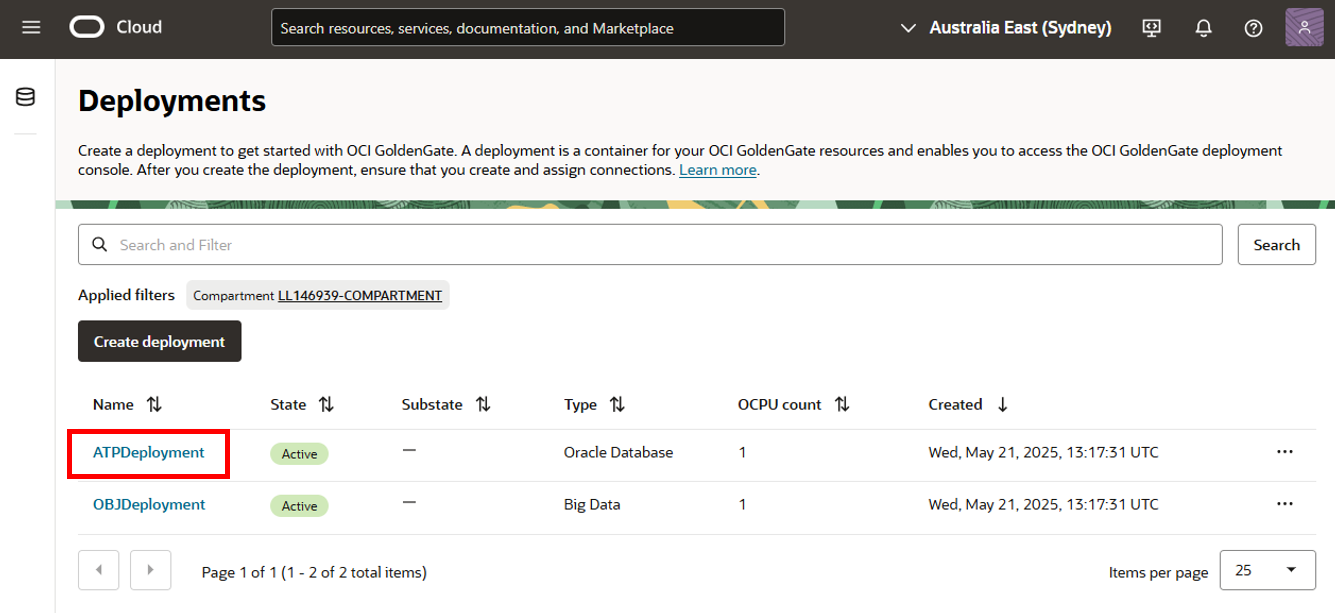 Cloud
Search resources, services, documentation, and Marketplace
Australia East (Sydney)
Deployments
Create a deployment to get started with OCI GoldenGate. A deployment is a container for your OCI GoldenGate resources and enables you to access the OCI GoldenGate deployment
console. After you create the deployment, ensure that you create and assign connections. Learn more.
Search and Filter
Search
Applied filters
Compartment LL146939-COMPARTMENT
Create deployment
Name State Substate Type OCPU count Created
ATPDeployment Active — Oracle Database 1 Wed, May 21, 2025, 13:17:31 UTC
OBJDeployment Active — Big Data 1 Wed, May 21, 2025, 13:17:31 UTC
Page 1 of 1 (1 - 2 of 2 total items)
Items per page 25